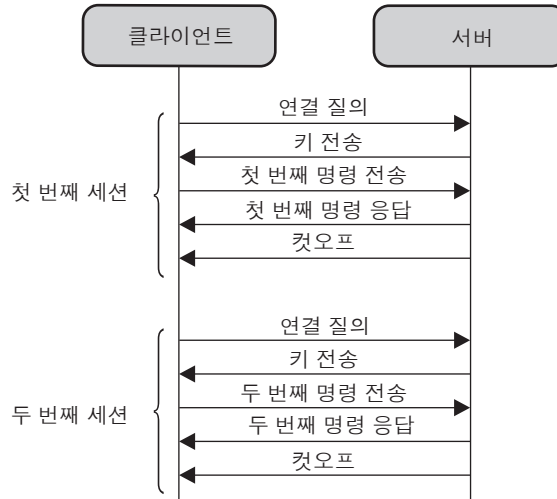 클라이언트
서버
첫 번째 세션
연결 질의
키 전송
첫 번째 명령 전송
첫 번째 명령 응답
컷오프
두 번째 세션
연결 질의
키 전송
두 번째 명령 전송
두 번째 명령 응답
컷오프